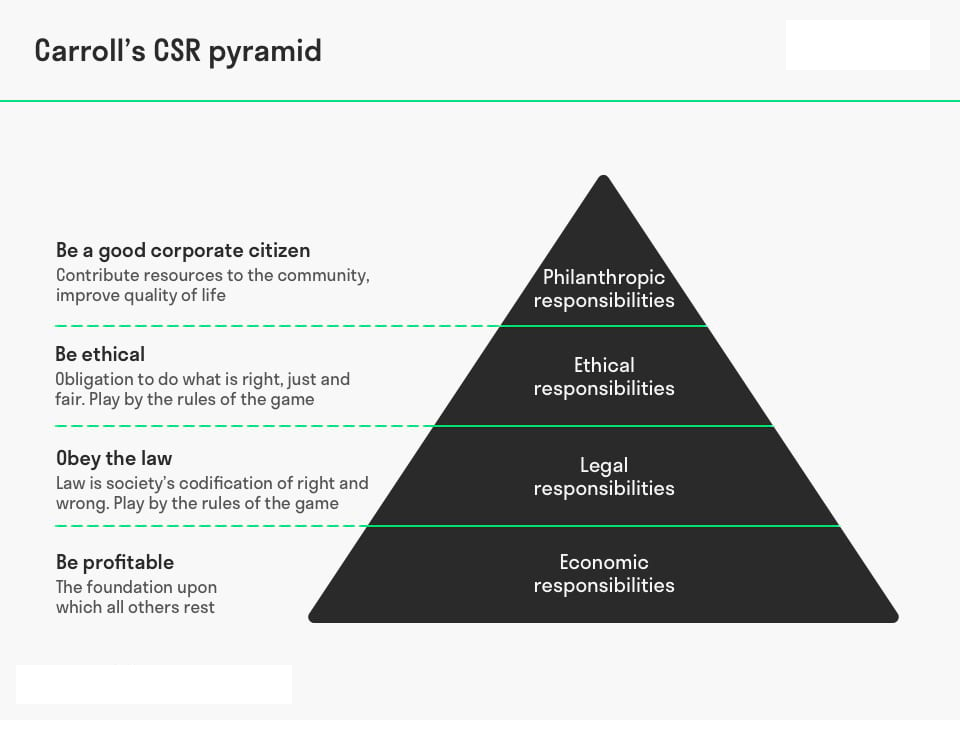 Carroll's CSR pyramid
Be a good corporate citizen
Contribute resources to the community,
improve quality of life
Philanthropic
responsibilities
Be ethical
Obligation to do what is right, just and
fair. Play by the rules of the game
Ethical
responsibilities
Obey the law
Law is society's codification of right and
wrong. Play by the rules of the game
Legal
responsibilities
Be profitable
The foundation upon
which all others rest
Economic
responsibilities